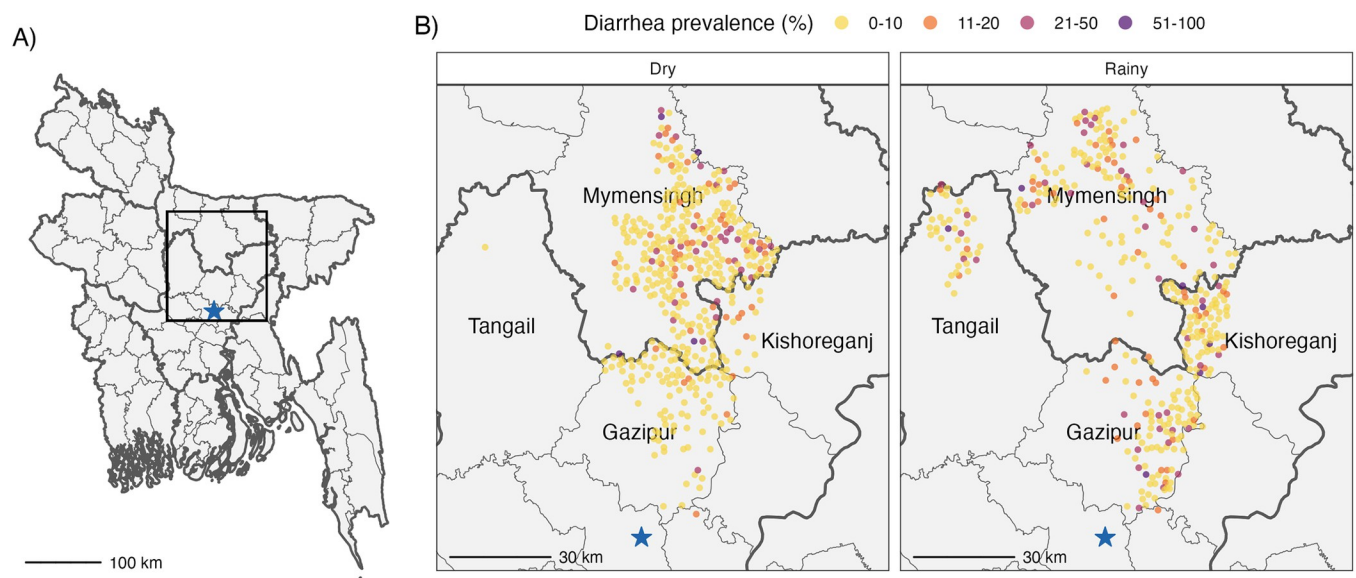 A)
B)
Diarrhea prevalence (%) 0-10 11-20 21-50 51-100
Dry
Rainy
Mymensingh
Tangail
Kishoreganj
Gazipur
30 km
Mymensingh
Tangail
Kishoreganj
Gazipur
30 km
100 km